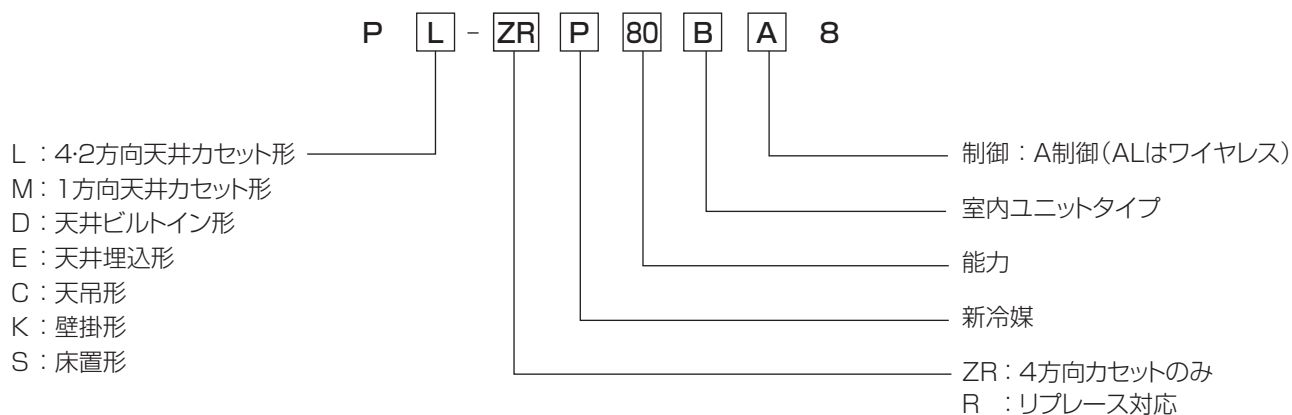 P L - ZR P 80 B A 8
L：4・2方向天井カセット形
M：1方向天井カセット形
D：天井ビルトイン形
E：天井埋込形
C：天吊形
K：壁掛形
S：床置形
制御：A制御(ALはワイヤレス)
室内ユニットタイプ
能力
新冷媒
ZR：4方向カセットのみ
R ：リプレース対応